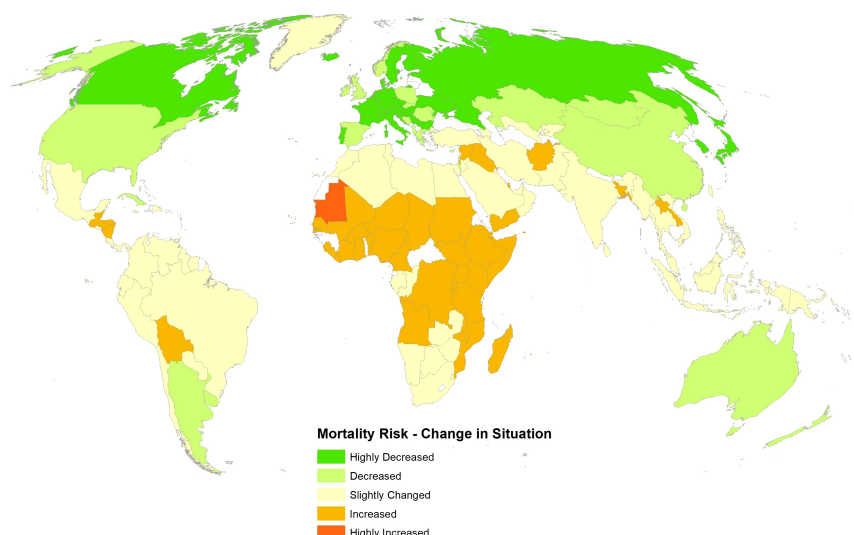 Mortality Risk - Change in Situation
Highly Decreased
Decreased
Slightly Changed
Increased
Highly Increased